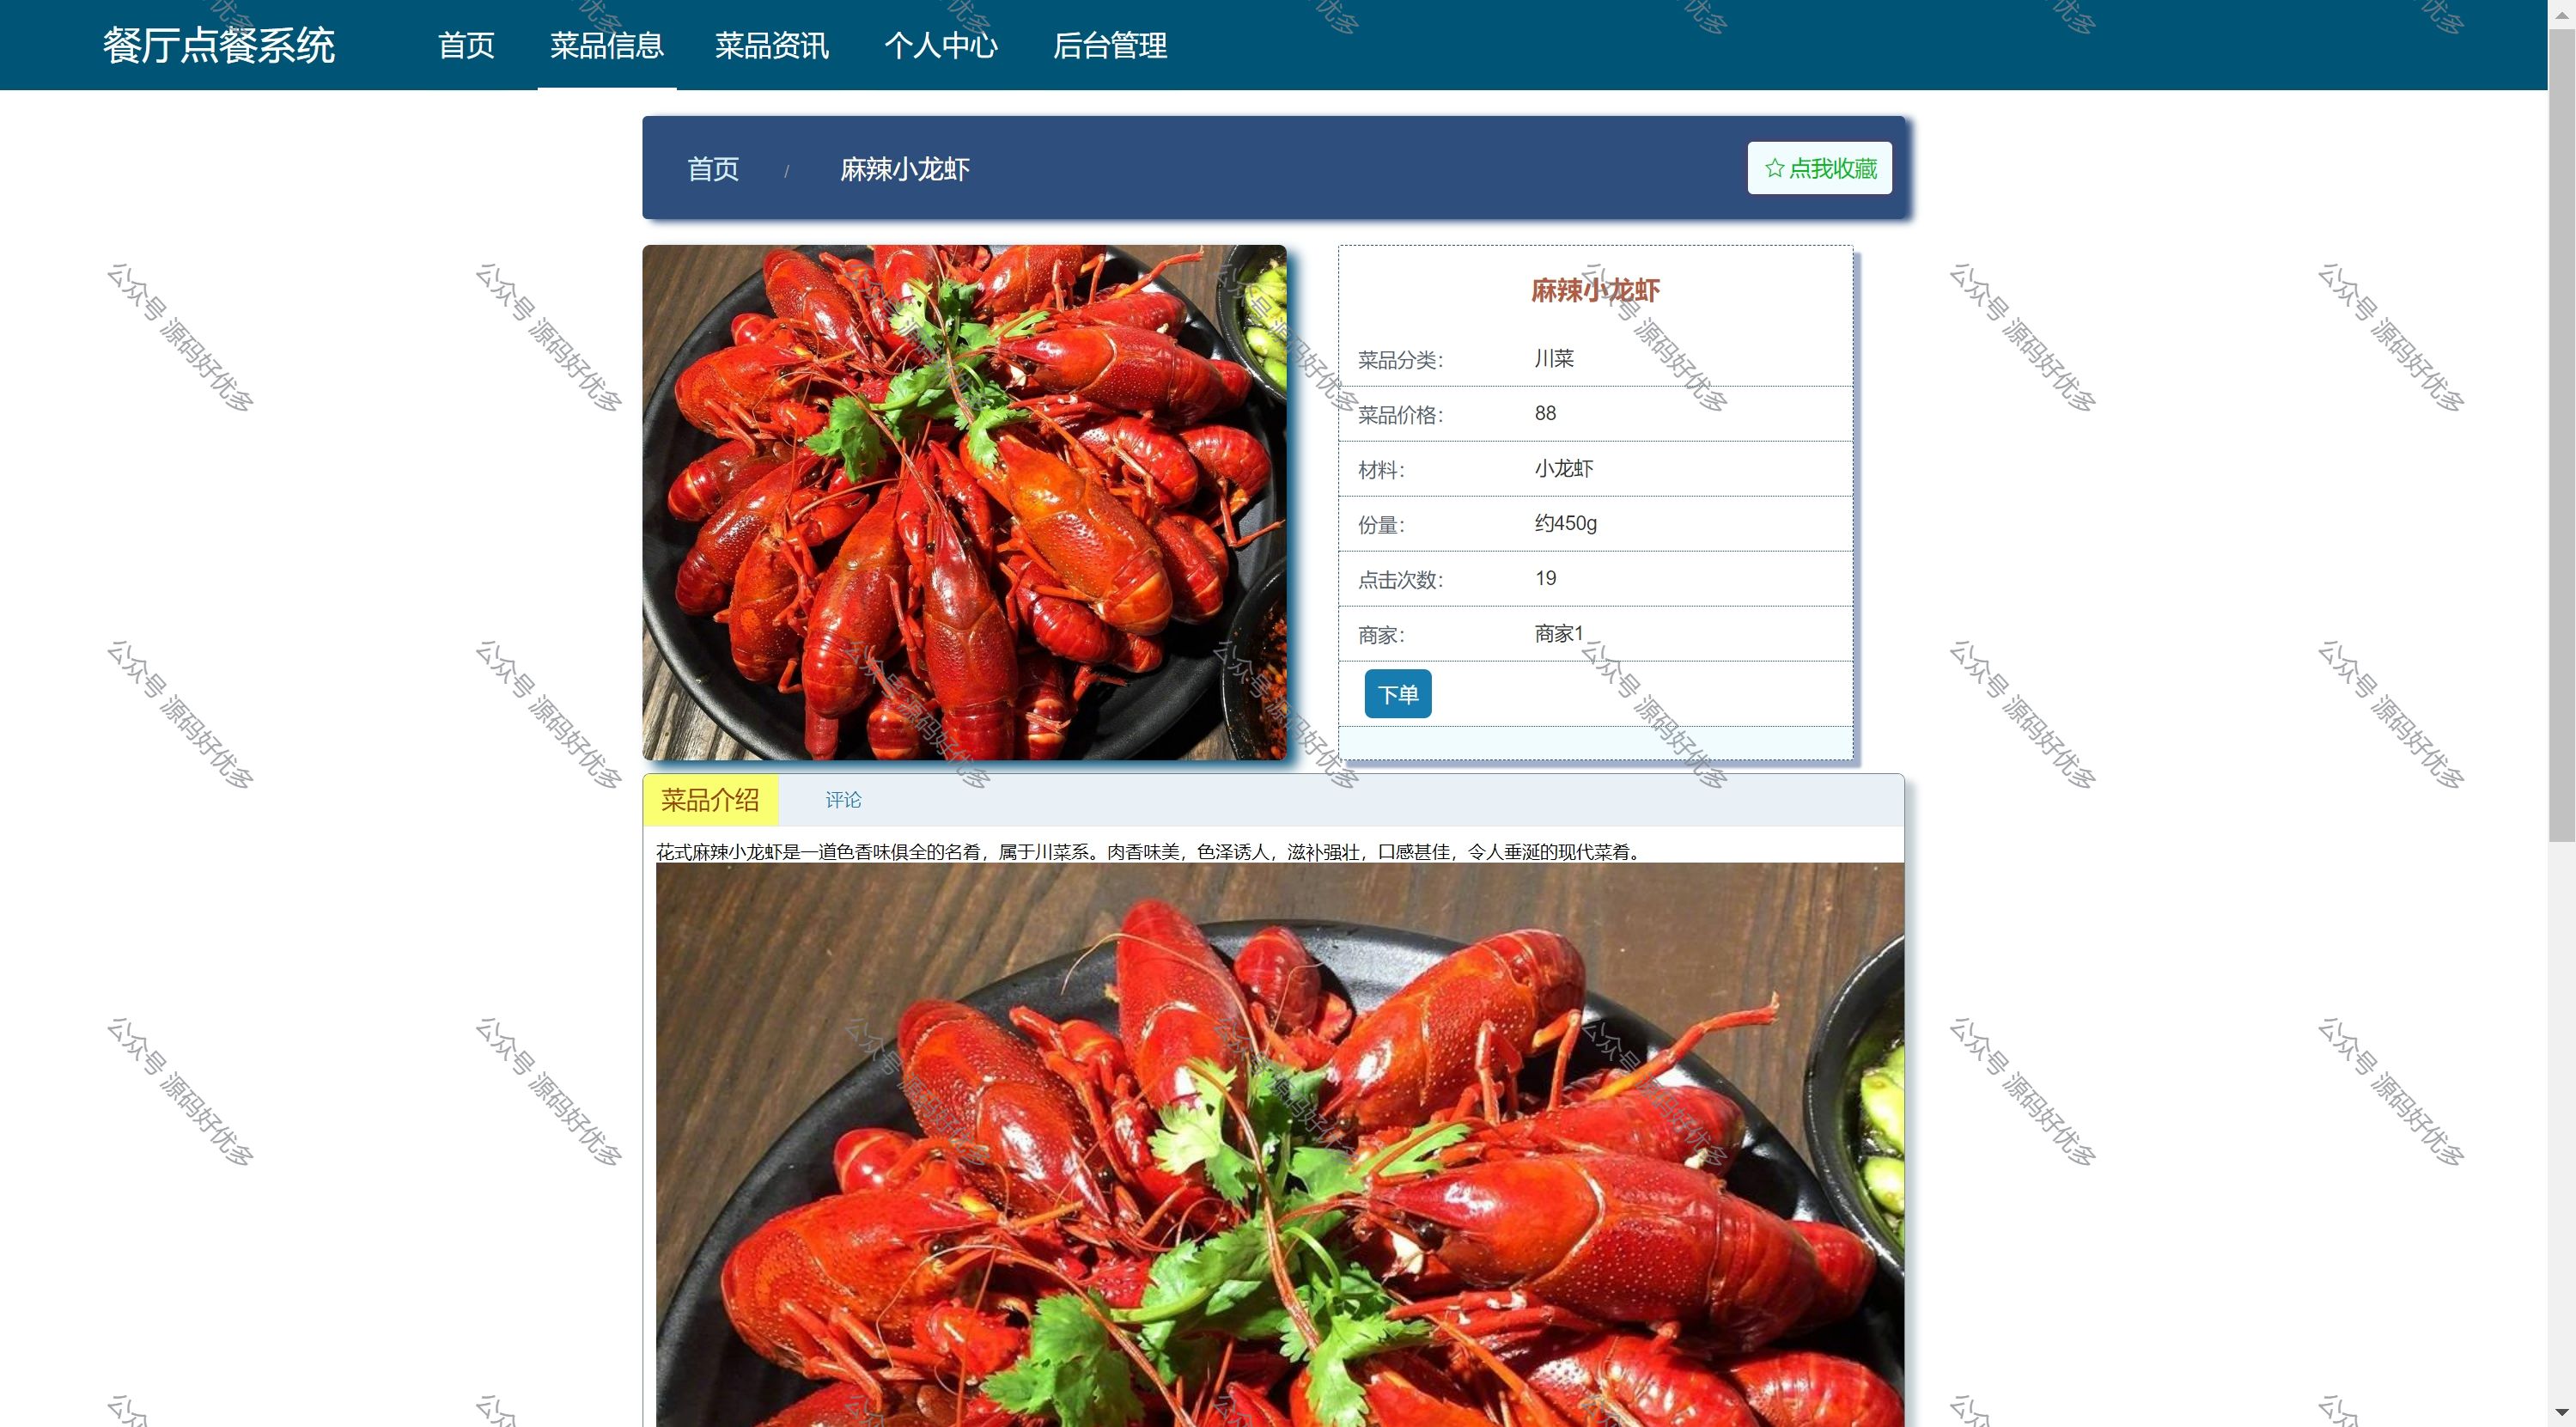 餐厅点餐系统 首页 菜品信息 菜品资讯 个人中心 后台管理
首页 / 麻辣小龙虾 点我收藏
麻辣小龙虾
菜品分类： 川菜
菜品价格： 88
材料： 小龙虾
份量： 约450g
点击次数： 19
商家： 商家1
下单
菜品介绍 评论
花式麻辣小龙虾是一道色香味俱全的名肴，属于川菜系。肉香味美，色泽诱人，滋补强壮，口感甚佳，令人垂涎的现代菜肴。
公众号 源码好优多